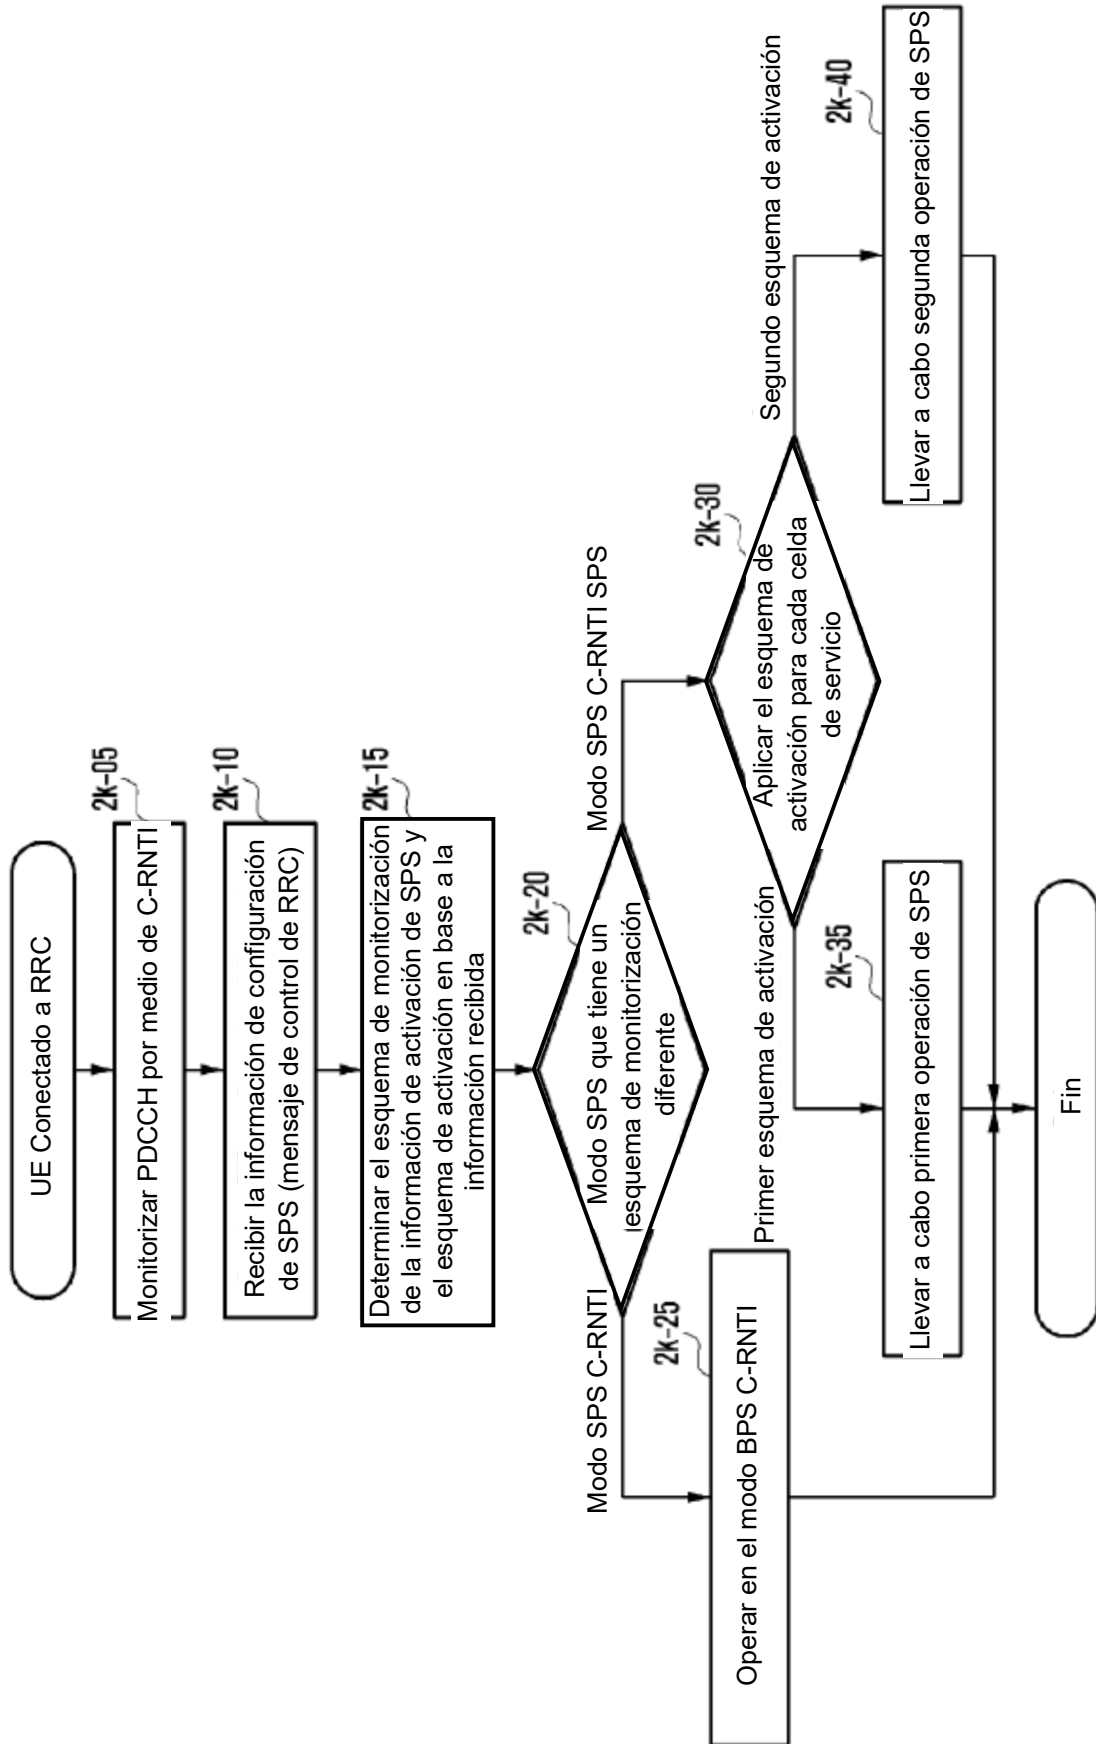 UE Conectado a RRC
2k-05
Monitorizar PDCCH por medio de C-RNTI
2k-10
Recibir la información de configuración
de SPS (mensaje de control de RRC)
2k-15
Determinar el esquema de monitorización
de la información de activación de SPS y
el esquema de activación en base a la
información recibida
2k-20
Modo SPS que tiene un
esquema de monitorización
diferente
Modo SPS C-RNTI
Modo SPS C-RNTI SPS
2k-25
Operar en el modo BPS C-RNTI
2k-30
Aplicar el esquema de
activación para cada celda
de servicio
Primer esquema de activación
Segundo esquema de activación
2k-35
Llevar a cabo primera operación de SPS
2k-40
Llevar a cabo segunda operación de SPS
Fin